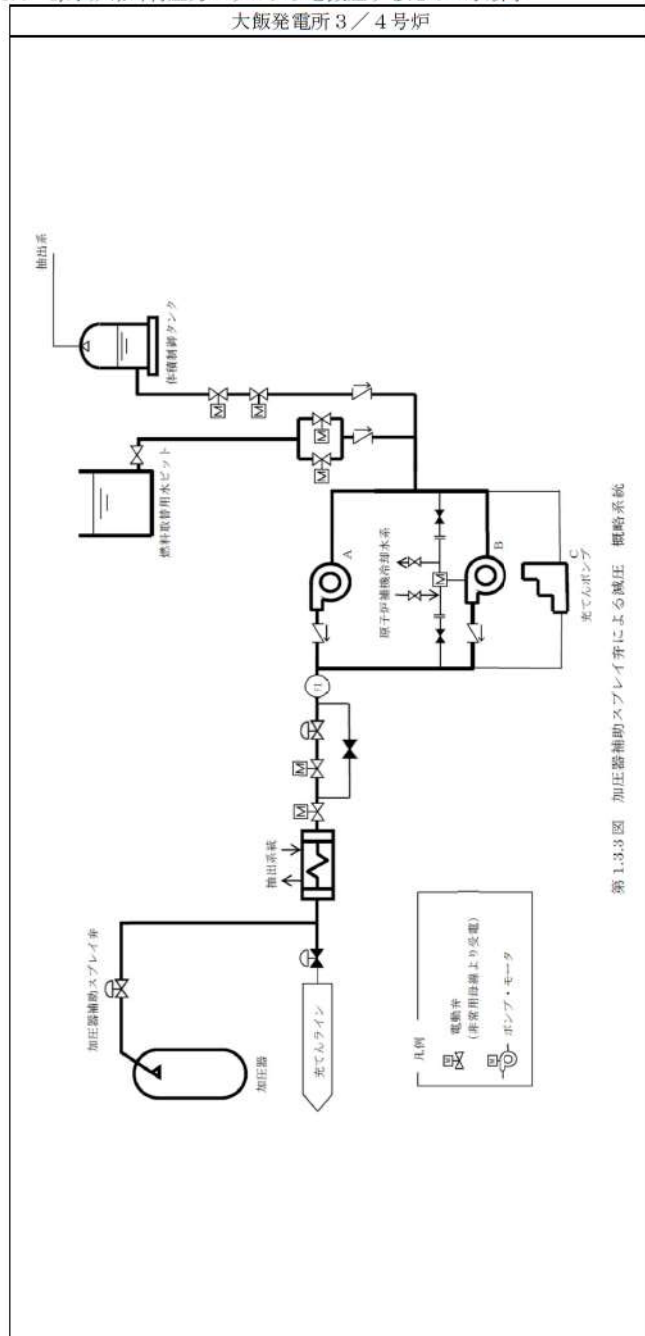 大飯発電所3/4号炉
抽出系
体積制御タンク
燃料取替用水ピット
M
M
M
M
A
原子炉補機冷却水系
M
B
C
充てんポンプ
M
M
抽出系統
加圧器補助スプレイ弁
加圧器
充てんライン
凡例
M
電動弁
(非常用母線より受電)
M
ポンプ・モータ
第1.3.3図 加圧器補助スプレイ弁による減圧 概略系統